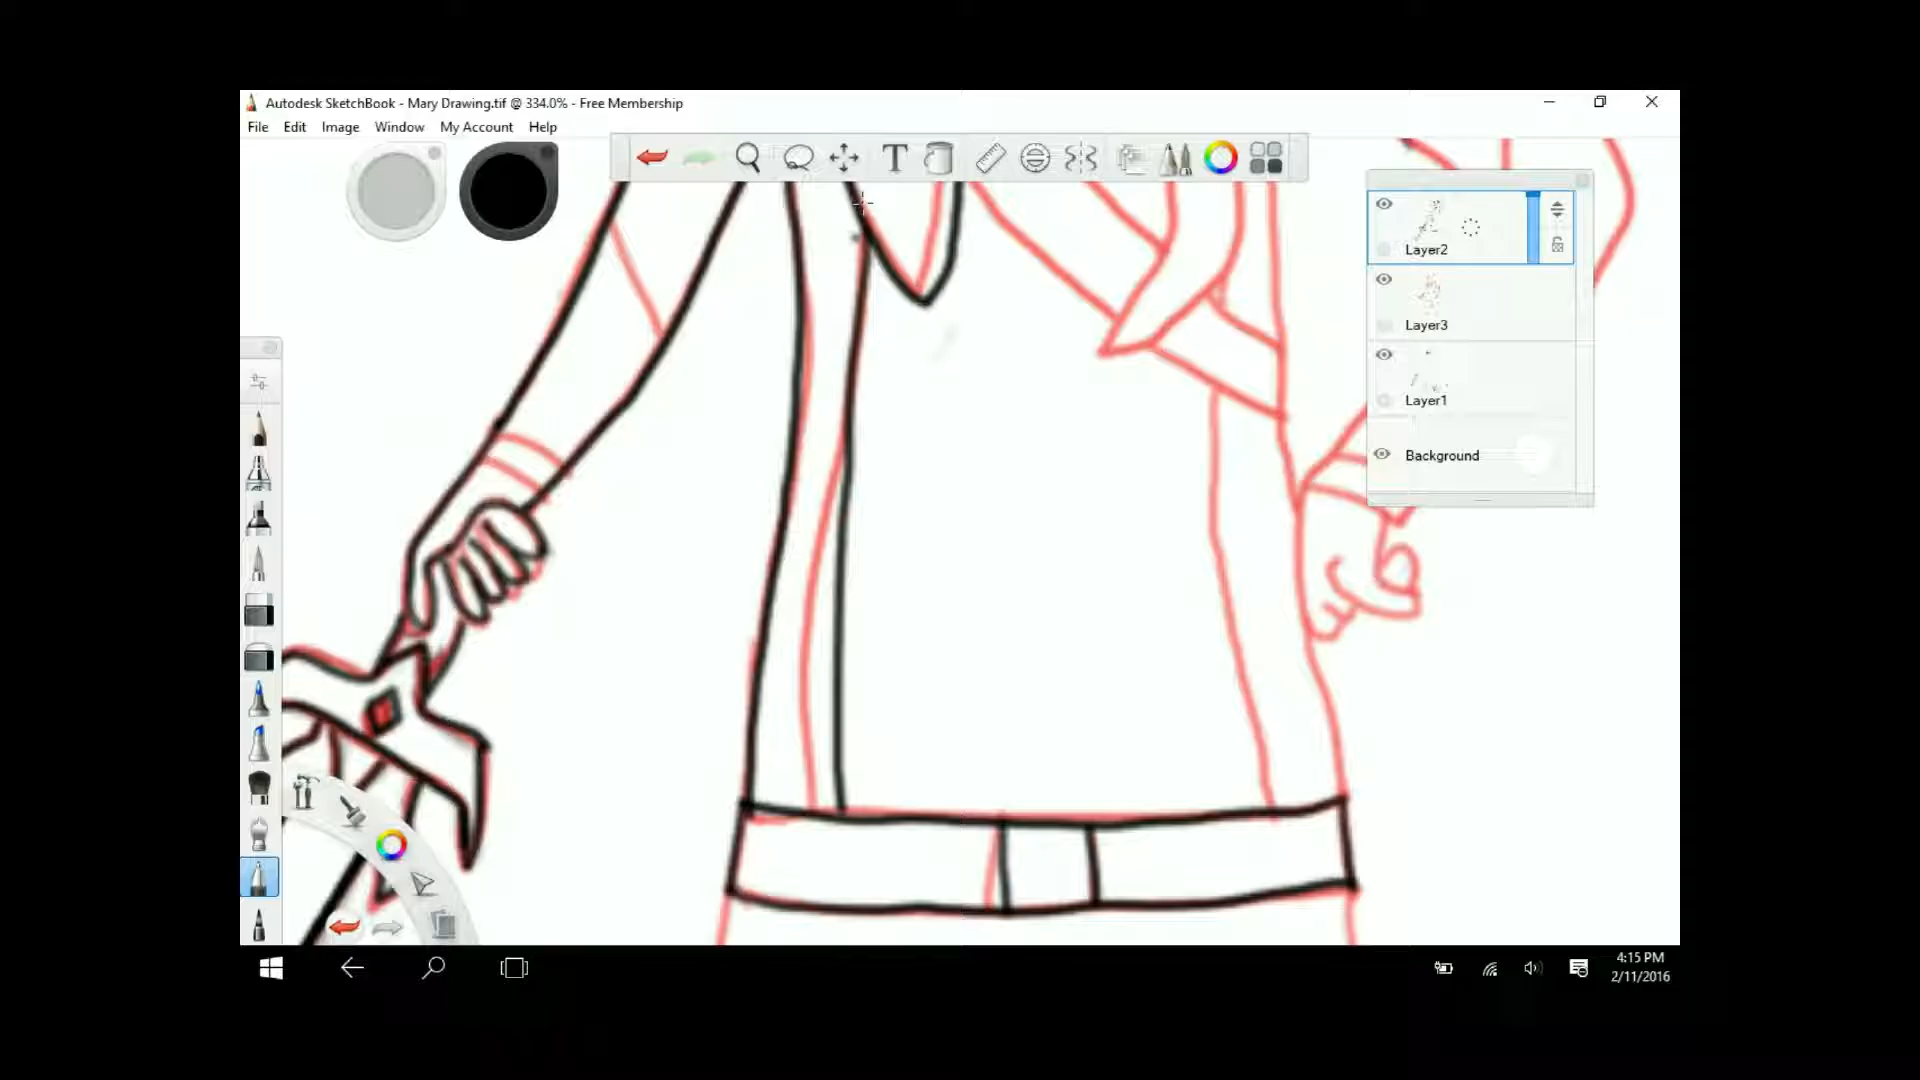 Autodesk SketchBook - Mary Drawing.tif @ 334.0% - Free Membership
File Edit Image Window My Account Help
T
Layer2
Layer3
Layer1
Background
4:15 PM
2/11/2016